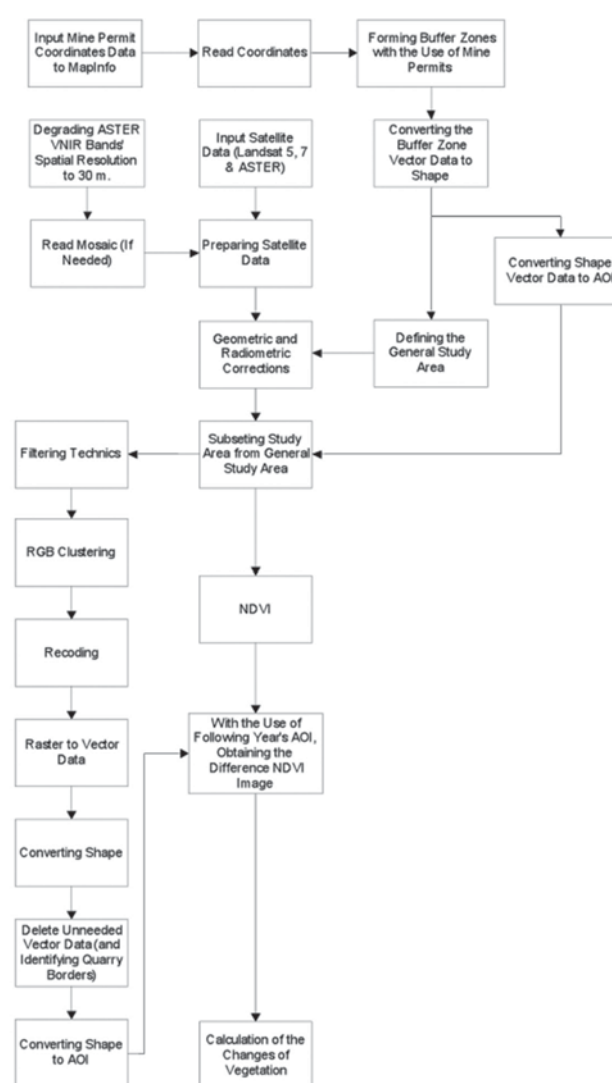 Input Mine Permit
Coordinates Data
to MapInfo
Read Coordinates
Forming Buffer Zones
with the Use of Mine
Permits
Degrading ASTER
VNIR Bands'
Spatial Resolution
to 30 m.
Input Satellite
Data (Landsat 5, 7
& ASTER)
Converting the
Buffer Zone
Vector Data to
Shape
Read Mosaic (If
Needed)
Preparing Satellite
Data
Converting Shape
Vector Data to AOI
Geometric and
Radiometric
Corrections
Defining the
General Study
Area
Filtering Technics
Subseting Study
Area from General
Study Area
RGB Clustering
NDVI
Recoding
Raster to Vector
Data
With the Use of
Following Year's AOI,
Obtaining the
Difference NDVI
Image
Converting Shape
Delete Unneeded
Vector Data (and
Identifying Quarry
Borders)
Converting Shape
to AOI
Calculation of the
Changes of
Vegetation